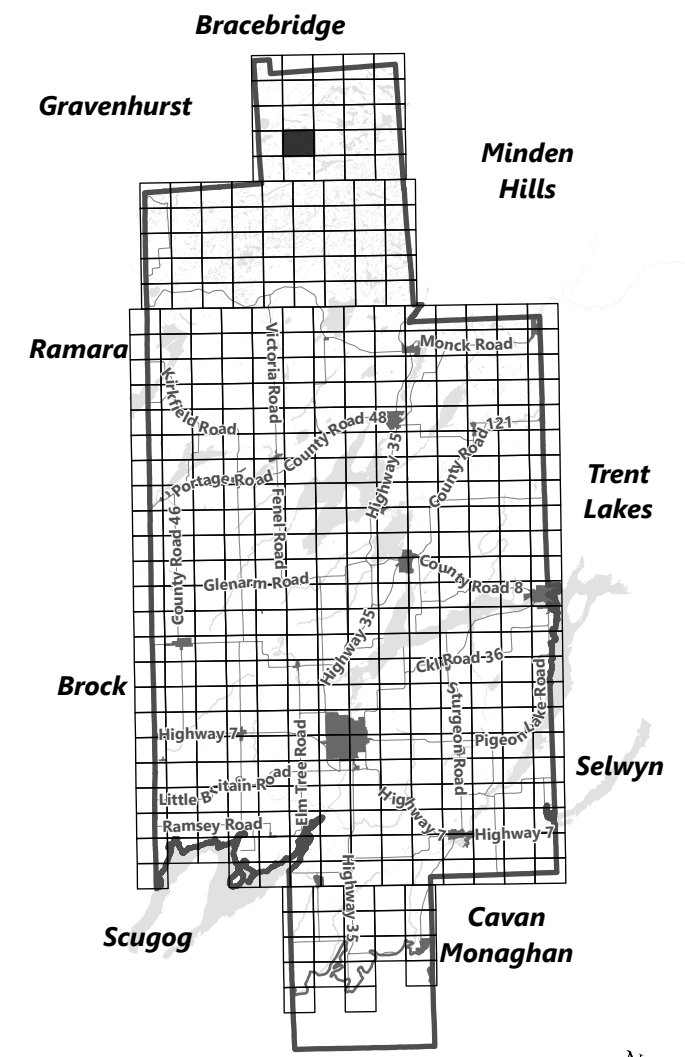 Bracebridge
Gravenhurst
Minden
Hills
Ramara
Monck Road
Victoria Road
Kirkfield Road
County Road 48
County Road 121
Highway 35
Trent
Lakes
Portage Road
Fenel Road
County Road 46
Glenarm Road
County Road 8
Highway 35
Ckl Road 36
Brock
Sturgeon Road
Pigeon Lake Road
Highway 7
Elm Tree Road
Selwyn
Little Britain Road
Highway 7
Ramsey Road
Highway 7
Highway 35
Scugog
Cavan
Monaghan
N